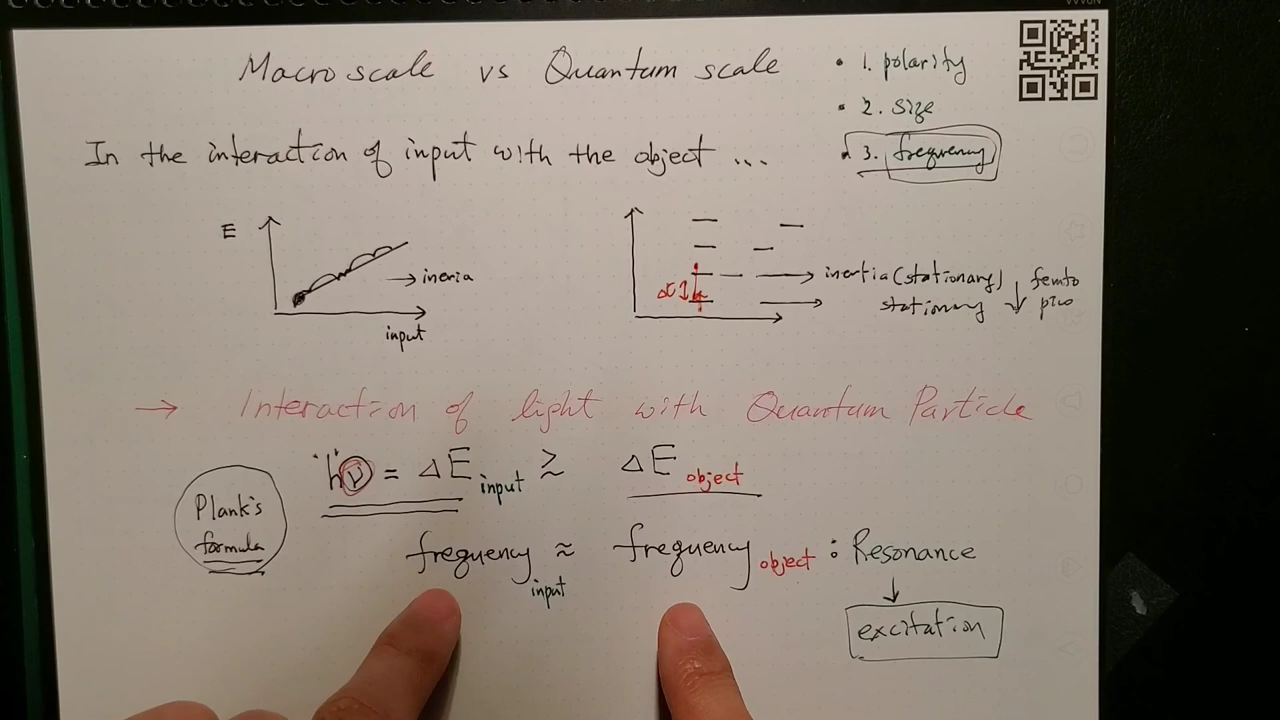 Macro scale vs Quantum scale
• 1. polarity
• 2. size
3. frequency
In the interaction of input with the object ...
E
→ ineria
input
ΔE
→ inertia (stationary)
→ stationary
↓ femto
pico
→ Interaction of light with Quantum Particle
Plank's
formula
hν = ΔE input ≳ ΔE object
frequency input ≈ frequency object : Resonance
↓
excitation